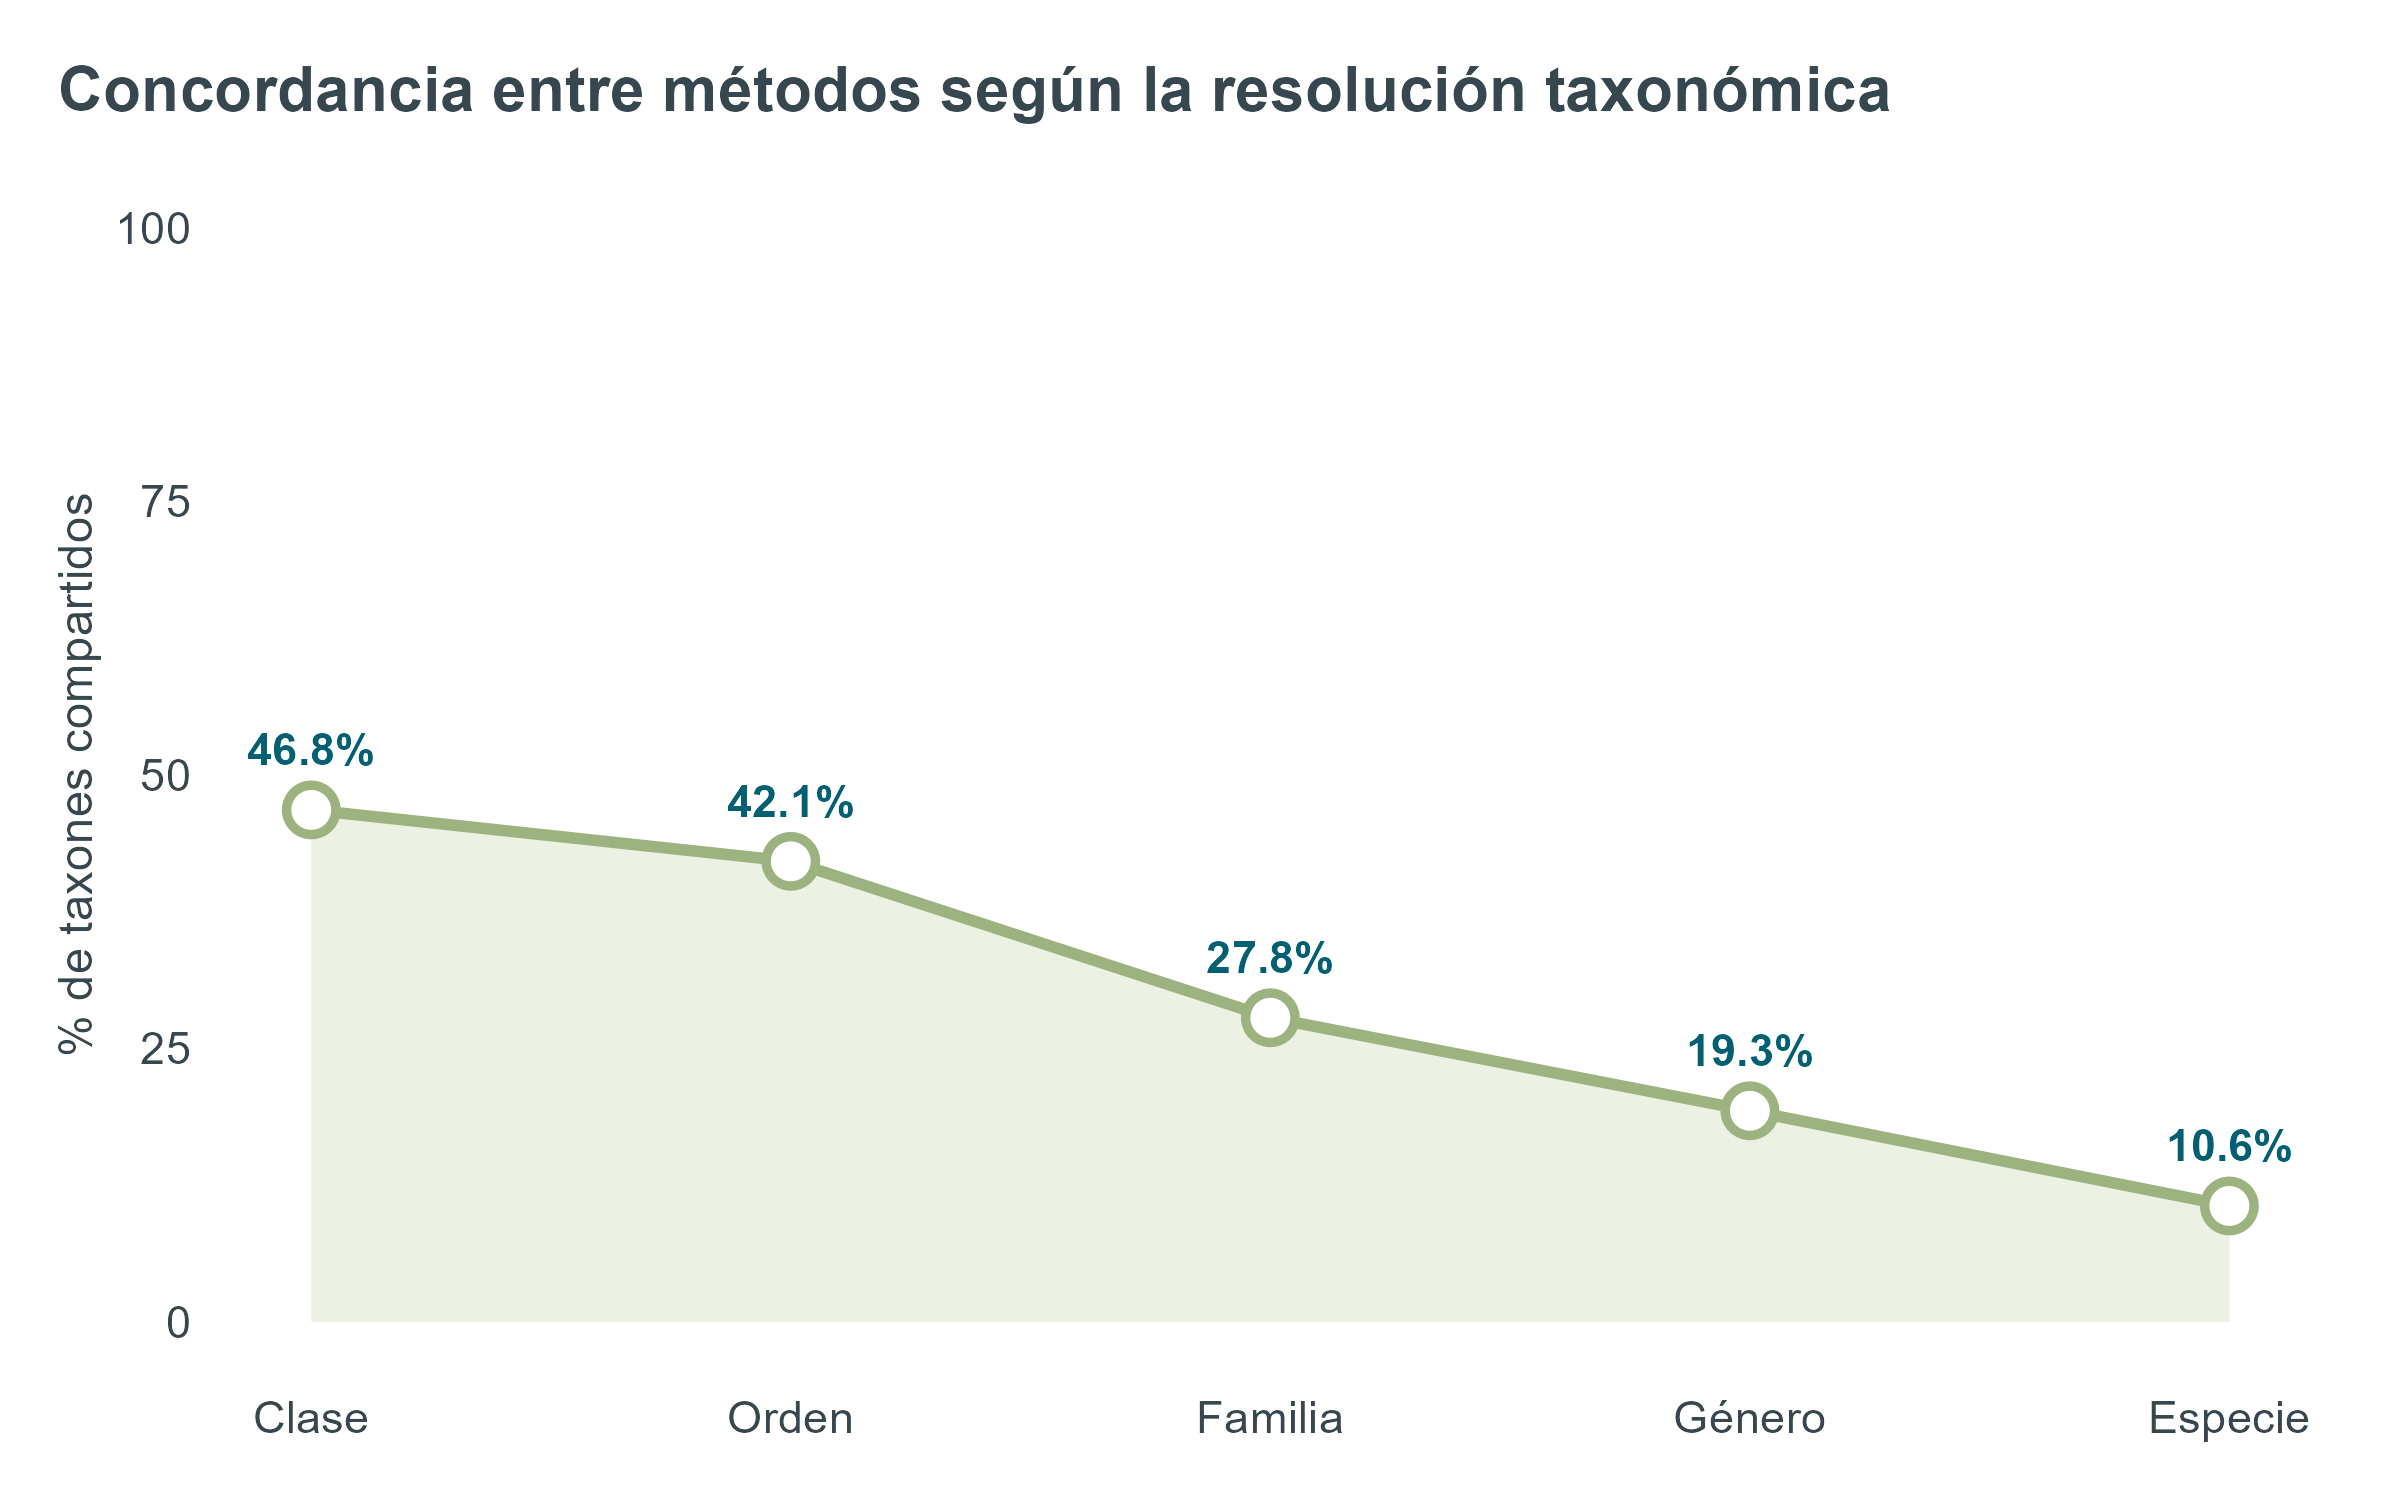 Concordancia entre métodos según la resolución taxonómica
% de taxones compartidos
100
75
50
25
0
46.8%
42.1%
27.8%
19.3%
10.6%
Clase
Orden
Familia
Género
Especie